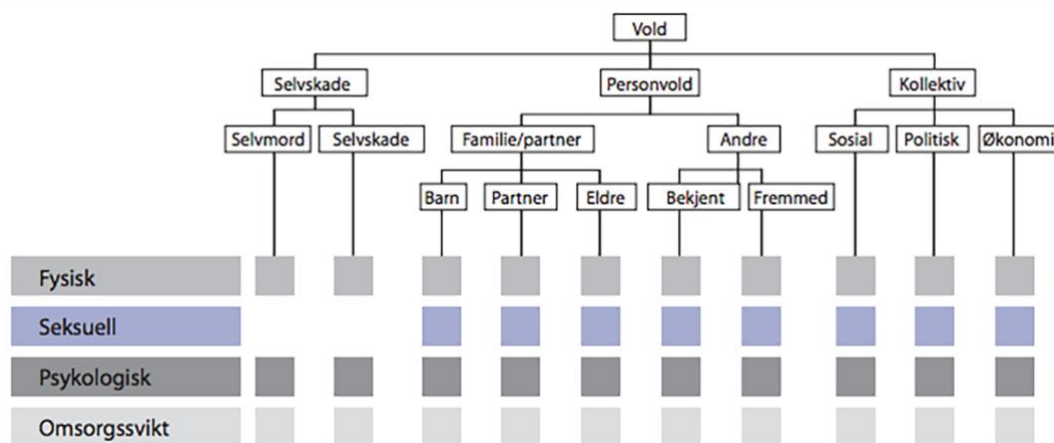 Vold
Selvskade
Personvold
Kollektiv
Selvmord
Selvskade
Familie/partner
Andre
Sosial
Politisk
Økonomi
Barn
Partner
Eldre
Bekjent
Fremmed
Fysisk
Seksuell
Psykologisk
Omsorgssvikt